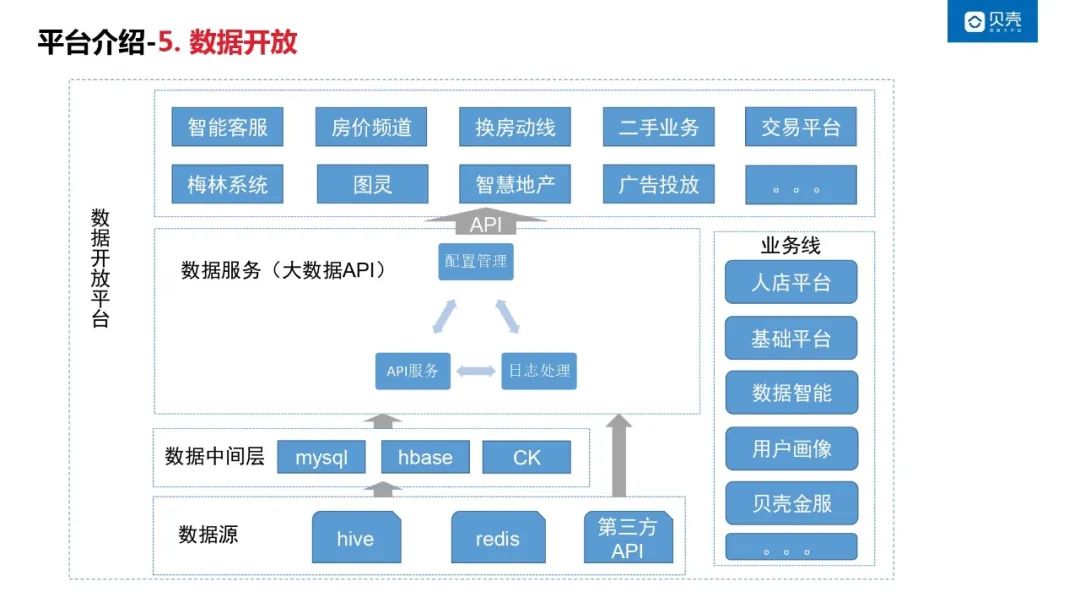 平台介绍-5. 数据开放
贝壳
数据开放平台
智能客服 房价频道 换房动线 二手业务 交易平台
梅林系统 图灵 智慧地产 广告投放 。。。
API
数据服务（大数据API）
配置管理
API服务 日志处理
业务线
人店平台
基础平台
数据智能
用户画像
贝壳金服
。。。
数据中间层 mysql hbase CK
数据源 hive redis 第三方
API